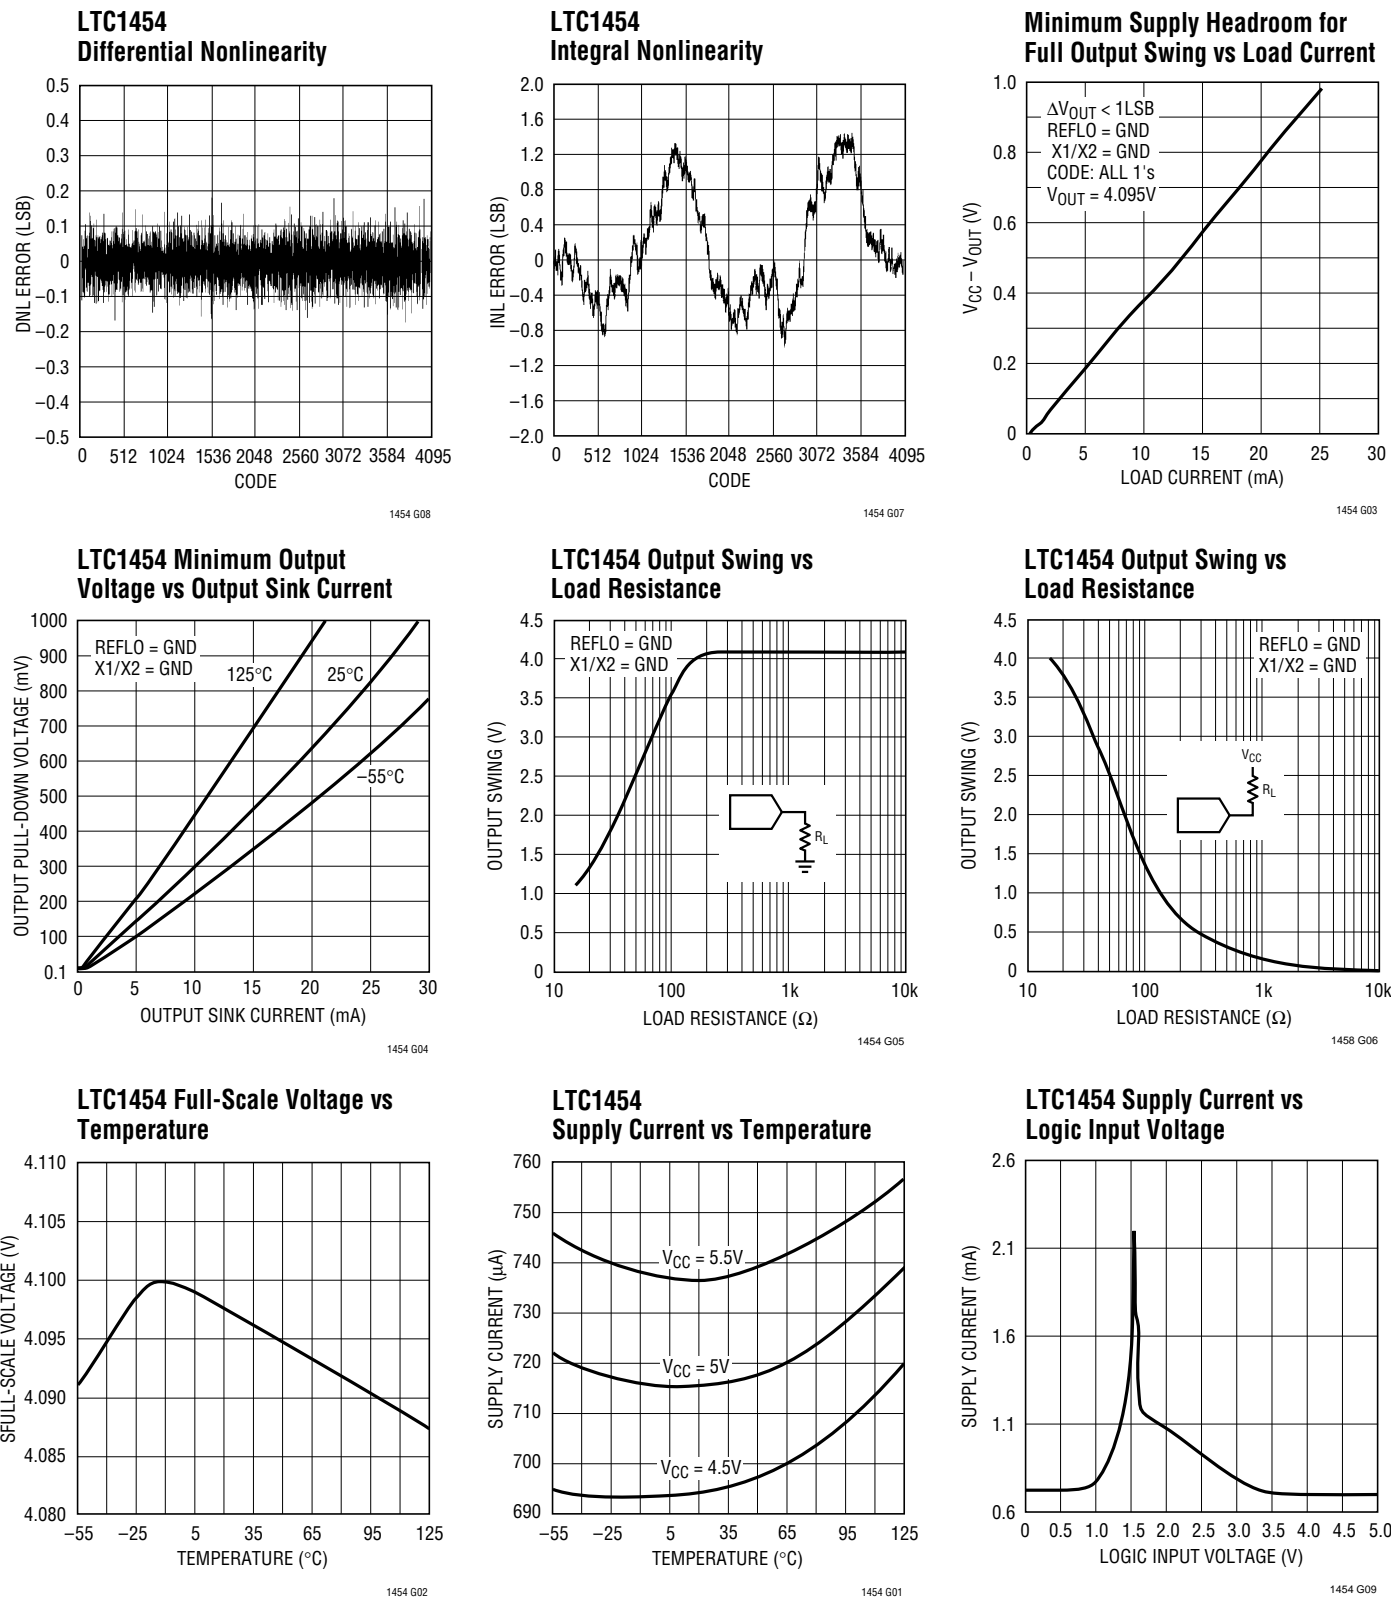 LTC1454
Differential Nonlinearity
0.5
0.4
0.3
0.2
0.1
0
–0.1
–0.2
–0.3
–0.4
–0.5
DNL ERROR (LSB)
0 512 1024 1536 2048 2560 3072 3584 4095
CODE
1454 G08
LTC1454
Integral Nonlinearity
2.0
1.6
1.2
0.8
0.4
0
–0.4
–0.8
–1.2
–1.6
–2.0
INL ERROR (LSB)
0 512 1024 1536 2048 2560 3072 3584 4095
CODE
1454 G07
Minimum Supply Headroom for
Full Output Swing vs Load Current
1.0
0.8
0.6
0.4
0.2
0
VCC – VOUT (V)
ΔVOUT < 1LSB
REFLO = GND
X1/X2 = GND
CODE: ALL 1's
VOUT = 4.095V
0 5 10 15 20 25 30
LOAD CURRENT (mA)
1454 G03
LTC1454 Minimum Output
Voltage vs Output Sink Current
1000
900
800
700
600
500
400
300
200
100
0.1
OUTPUT PULL-DOWN VOLTAGE (mV)
REFLO = GND
X1/X2 = GND
125°C
25°C
–55°C
0 5 10 15 20 25 30
OUTPUT SINK CURRENT (mA)
1454 G04
LTC1454 Output Swing vs
Load Resistance
4.5
4.0
3.5
3.0
2.5
2.0
1.5
1.0
0.5
0
OUTPUT SWING (V)
REFLO = GND
X1/X2 = GND
RL
10 100 1k 10k
LOAD RESISTANCE (Ω)
1454 G05
LTC1454 Output Swing vs
Load Resistance
4.5
4.0
3.5
3.0
2.5
2.0
1.5
1.0
0.5
0
OUTPUT SWING (V)
REFLO = GND
X1/X2 = GND
VCC
RL
10 100 1k 10k
LOAD RESISTANCE (Ω)
1458 G06
LTC1454 Full-Scale Voltage vs
Temperature
4.110
4.105
4.100
4.095
4.090
4.085
4.080
SFULL-SCALE VOLTAGE (V)
–55 –25 5 35 65 95 125
TEMPERATURE (°C)
1454 G02
LTC1454
Supply Current vs Temperature
760
750
740
730
720
710
700
690
SUPPLY CURRENT (µA)
VCC = 5.5V
VCC = 5V
VCC = 4.5V
–55 –25 5 35 65 95 125
TEMPERATURE (°C)
1454 G01
LTC1454 Supply Current vs
Logic Input Voltage
2.6
2.1
1.6
1.1
0.6
SUPPLY CURRENT (mA)
0 0.5 1.0 1.5 2.0 2.5 3.0 3.5 4.0 4.5 5.0
LOGIC INPUT VOLTAGE (V)
1454 G09